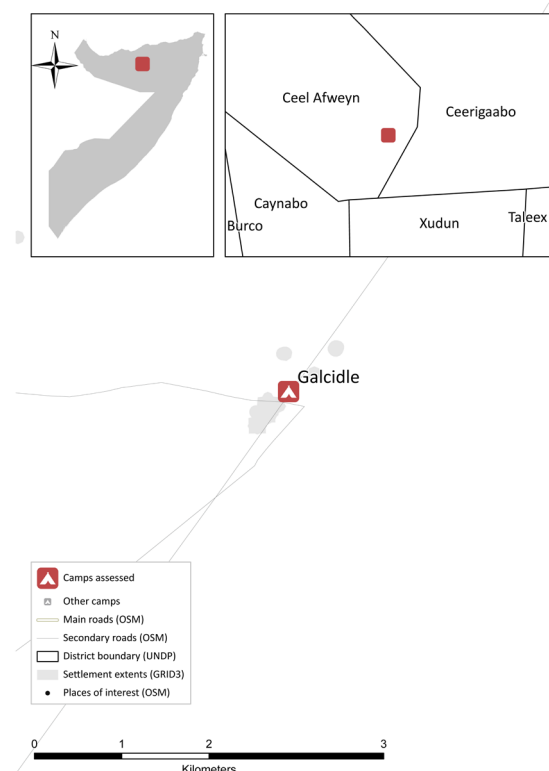 N
Ceel Afweyn
Ceerigaabo
Caynabo
Burco
Xudun
Taleex
Galcidle
Camps assessed
Other camps
Main roads (OSM)
Secondary roads (OSM)
District boundary (UNDP)
Settlement extents (GRID3)
Places of interest (OSM)
0 1 2 3
Kilometers